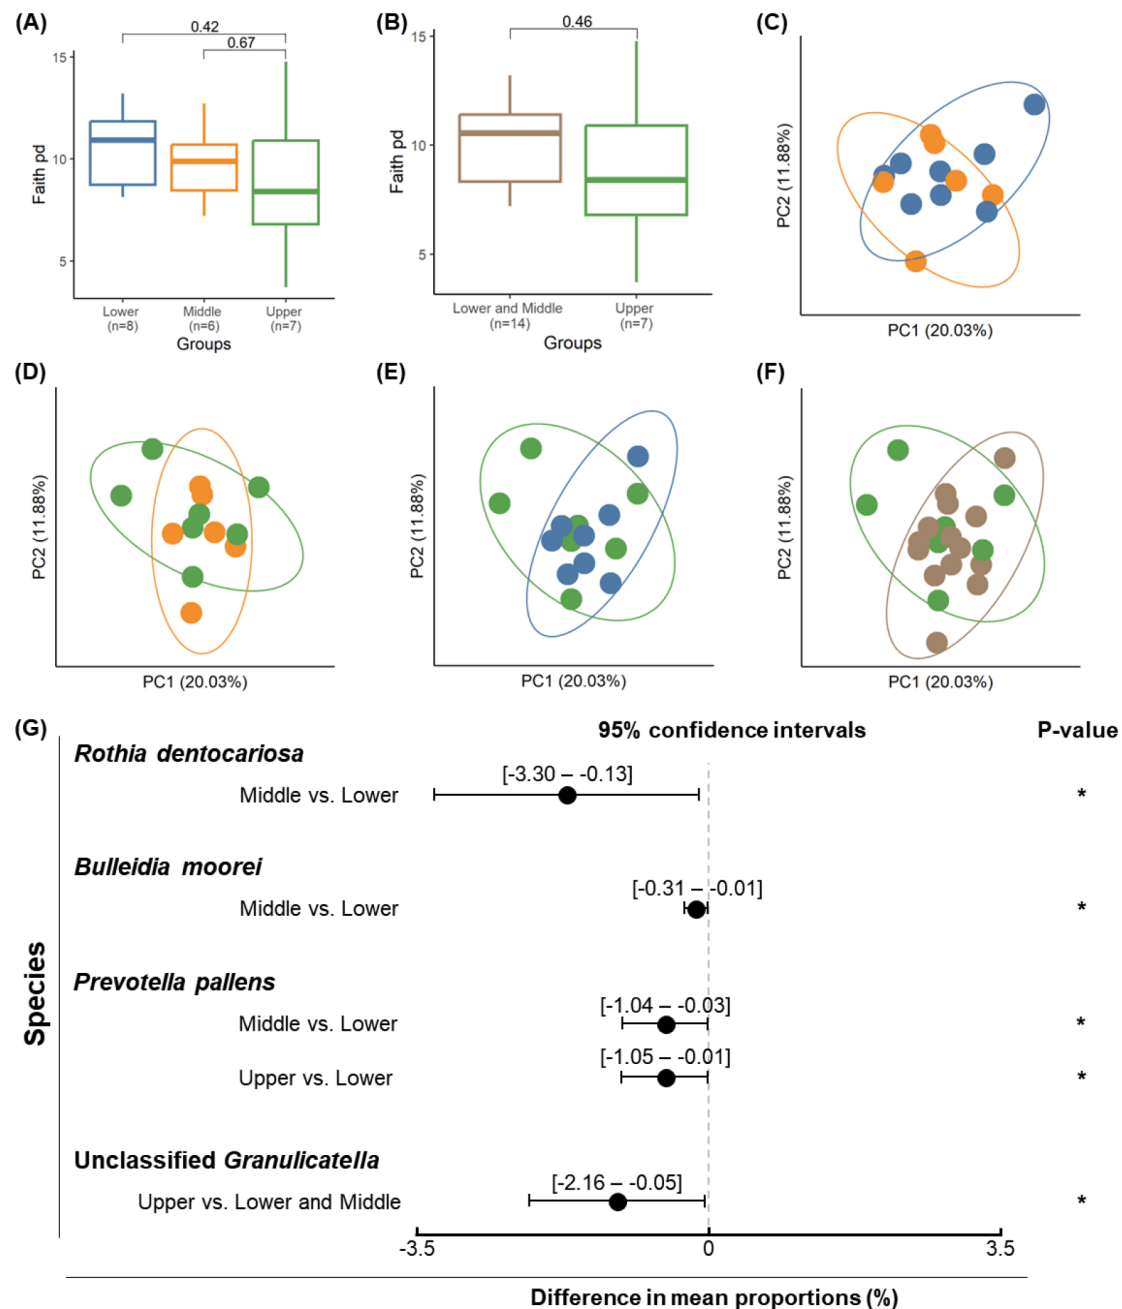 (A)
0.42
0.67
15
10
5
Faith pd
Lower
(n=8)
Middle
(n=6)
Upper
(n=7)
Groups
(B)
0.46
15
10
5
Faith pd
Lower and Middle
(n=14)
Upper
(n=7)
Groups
(C)
PC2 (11.88%)
PC1 (20.03%)
(D)
PC2 (11.88%)
PC1 (20.03%)
(E)
PC2 (11.88%)
PC1 (20.03%)
(F)
PC2 (11.88%)
PC1 (20.03%)
(G)
95% confidence intervals
P-value
Species
Rothia dentocariosa
[-3.30 – -0.13]
Middle vs. Lower
*
Bulleidia moorei
[-0.31 – -0.01]
Middle vs. Lower
*
Prevotella pallens
[-1.04 – -0.03]
Middle vs. Lower
*
[-1.05 – -0.01]
Upper vs. Lower
*
Unclassified Granulicatella
[-2.16 – -0.05]
Upper vs. Lower and Middle
*
-3.5
0
3.5
Difference in mean proportions (%)